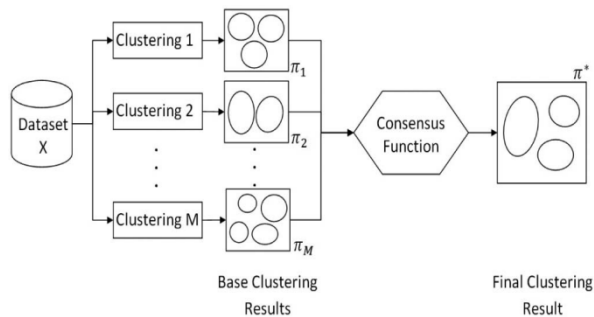 Dataset
X
Clustering 1
π1
Clustering 2
π2
Clustering M
πM
Base Clustering
Results
Consensus
Function
π*
Final Clustering
Result